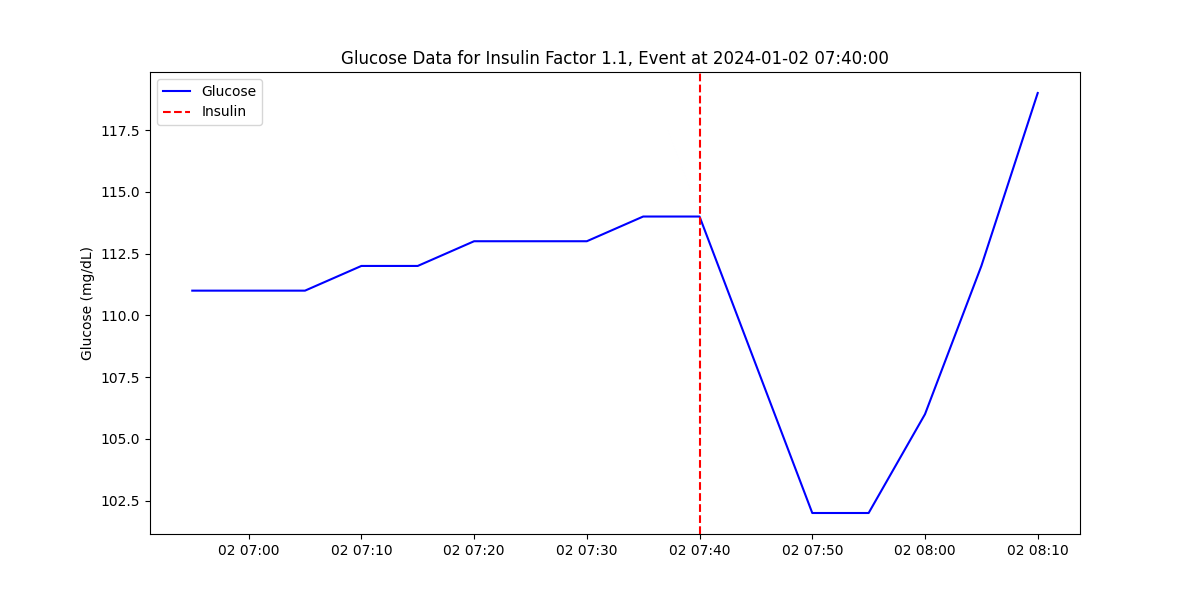 Glucose Data for Insulin Factor 1.1, Event at 2024-01-02 07:40:00
Glucose
Insulin
117.5
115.0
112.5
110.0
107.5
105.0
102.5
Glucose (mg/dL)
02 07:00 02 07:10 02 07:20 02 07:30 02 07:40 02 07:50 02 08:00 02 08:10